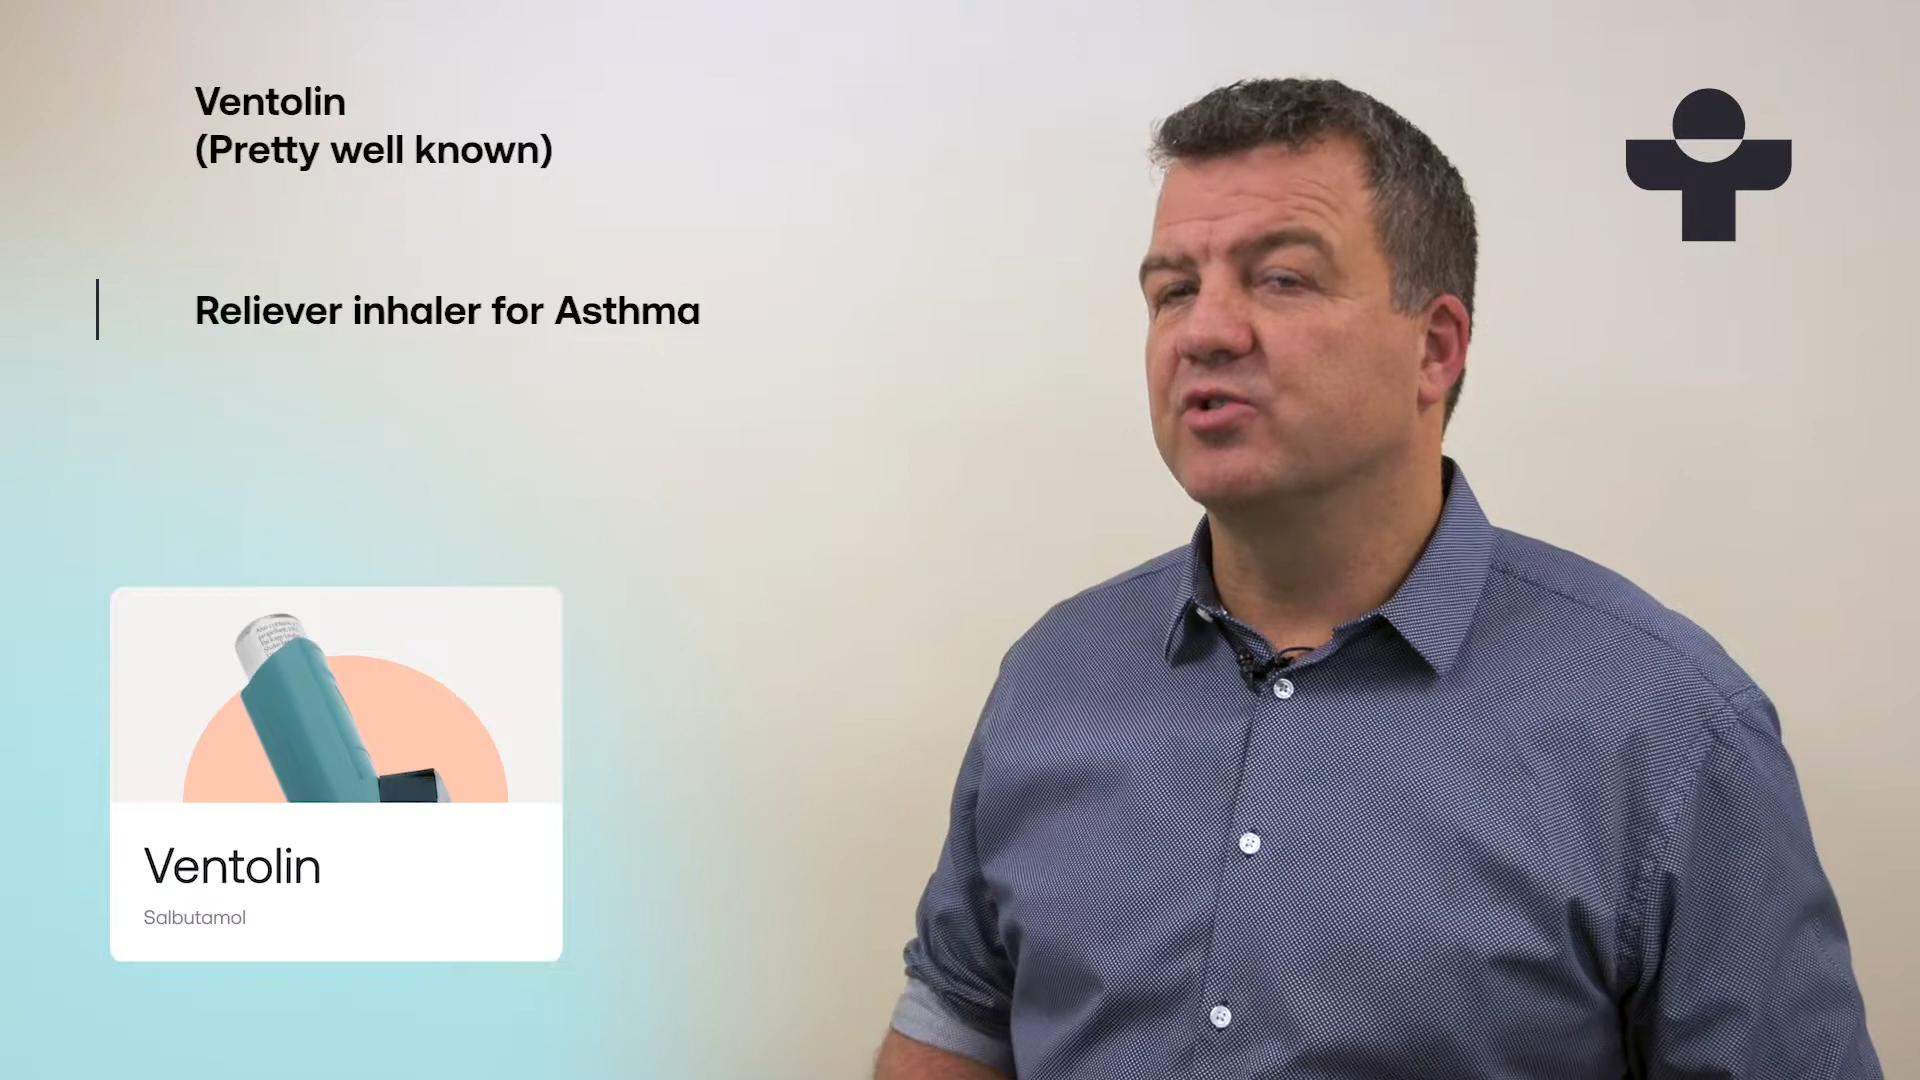 Ventolin
(Pretty well known)
Reliever inhaler for Asthma
Ventolin
Salbutamol